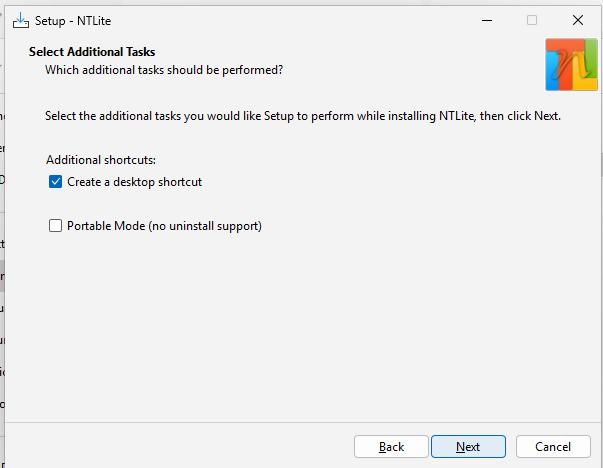 Setup - NTLite
Select Additional Tasks
Which additional tasks should be performed?
Select the additional tasks you would like Setup to perform while installing NTLite, then click Next.
Additional shortcuts:
Create a desktop shortcut
Portable Mode (no uninstall support)
Back Next Cancel